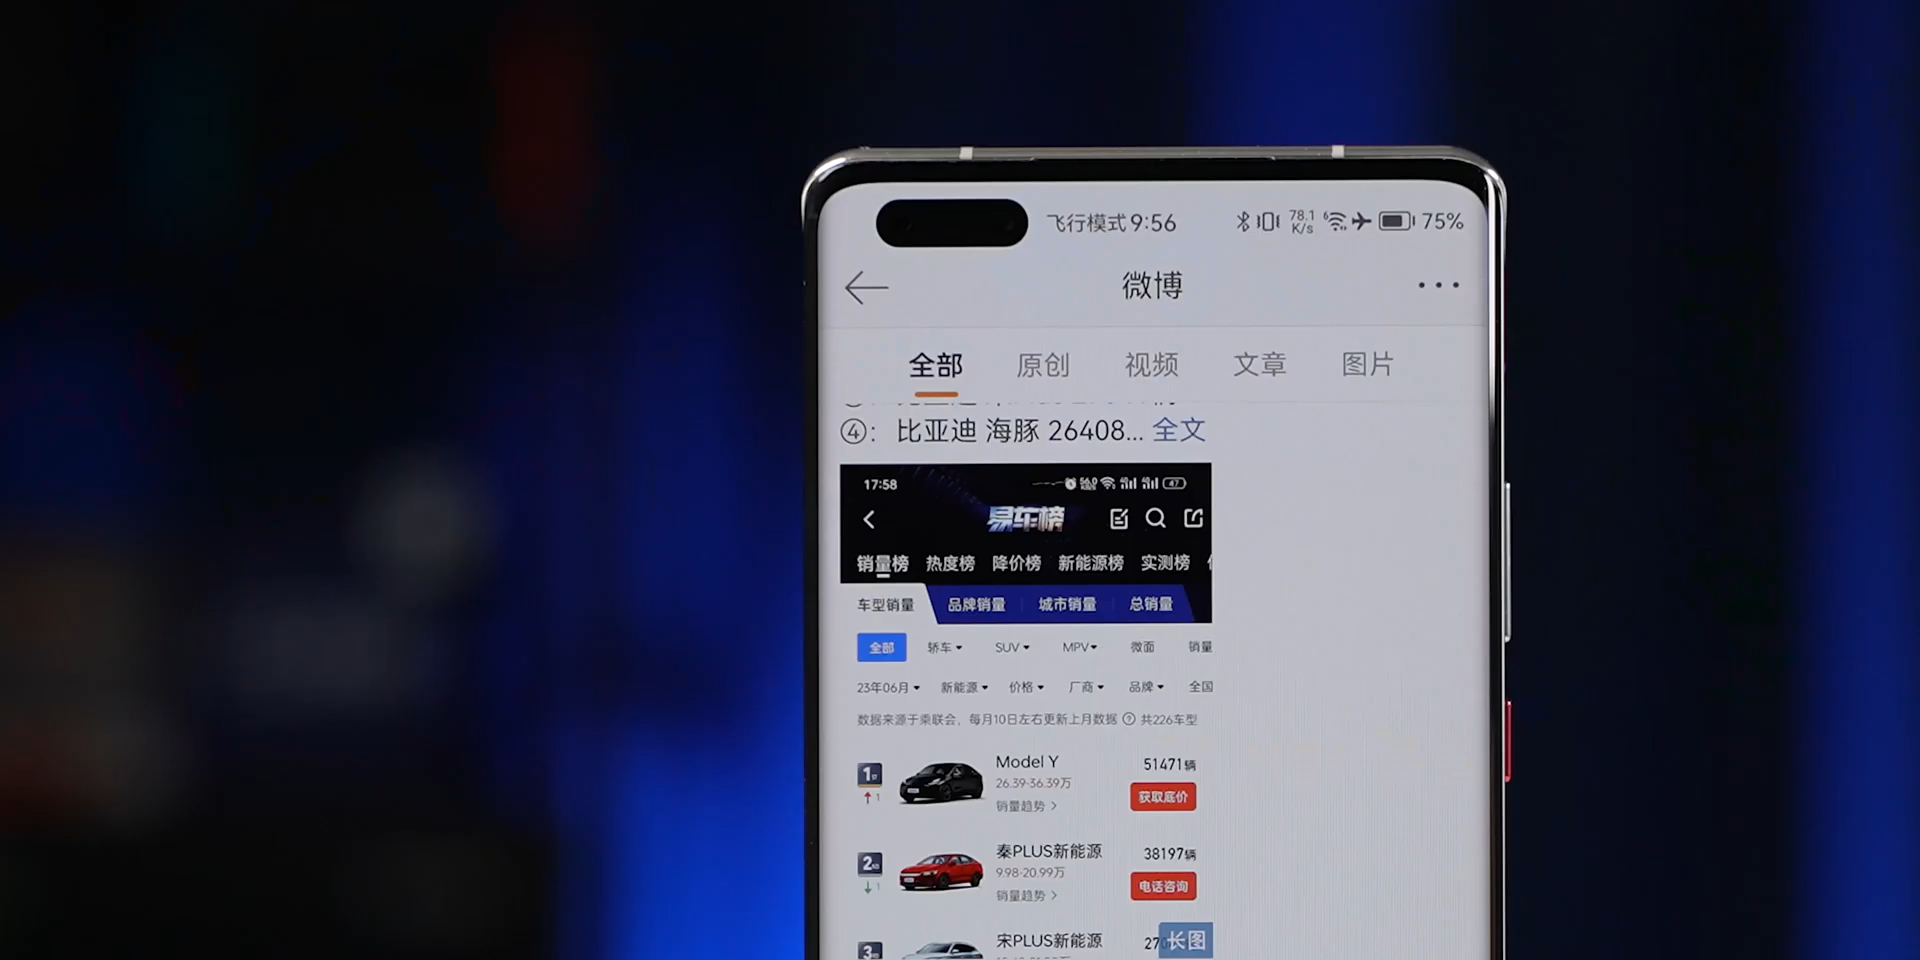 飞行模式 9:56 78.1 K/s 6 75%
微博
全部 原创 视频 文章 图片
④： 比亚迪 海豚 26408... 全文
17:58 47
易车榜
销量榜 热度榜 降价榜 新能源榜 实测榜
车型销量 品牌销量 城市销量 总销量
全部 轿车 SUV MPV 微面 销量
23年06月 新能源 价格 厂商 品牌 全国
数据来源于乘联会，每月10日左右更新上月数据 ? 共226车型
1 Model Y 51471辆
1 26.39-36.39万 获取底价
销量趋势 >
2 秦PLUS新能源 38197辆
1 9.98-20.99万 电话咨询
销量趋势 >
3 宋PLUS新能源 270 长图